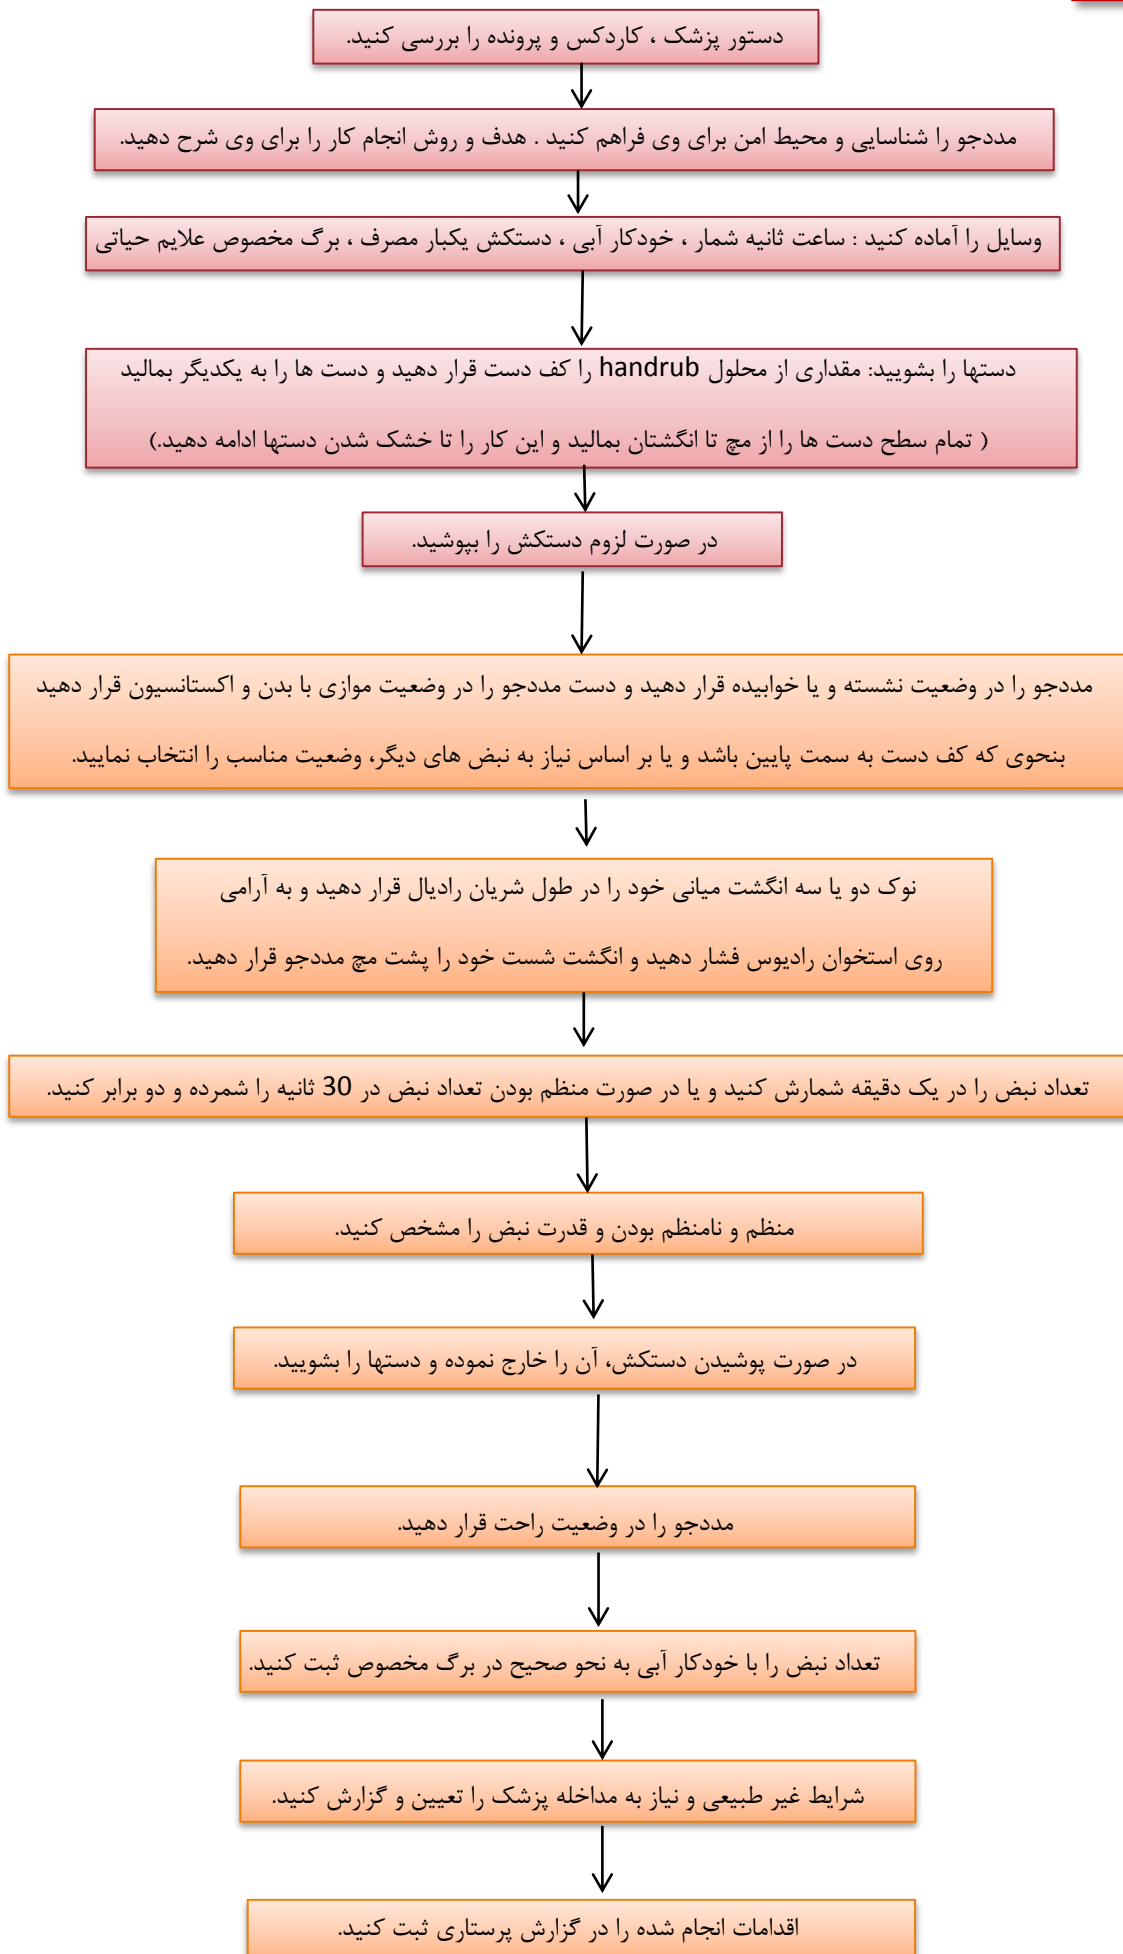 دستور پزشک ، کاردکس و پرونده را بررسی کنید.
مددجو را شناسایی و محیط امن برای وی فراهم کنید . هدف و روش انجام کار را برای وی شرح دهید.
وسایل را آماده کنید : ساعت ثانیه شمار ، خودکار آبی ، دستکش یکبار مصرف ، برگ مخصوص علایم حیاتی
دستها را بشویید: مقداری از محلول handrub را کف دست قرار دهید و دست ها را به یکدیگر بمالید
( تمام سطح دست ها را از مچ تا انگشتان بمالید و این کار را تا خشک شدن دستها ادامه دهید.)
در صورت لزوم دستکش را بپوشید.
مددجو را در وضعیت نشسته و یا خوابیده قرار دهید و دست مددجو را در وضعیت موازی با بدن و اکستانسیون قرار دهید
بنحوی که کف دست به سمت پایین باشد و یا بر اساس نیاز به نبض های دیگر، وضعیت مناسب را انتخاب نمایید.
نوک دو یا سه انگشت میانی خود را در طول شریان رادیال قرار دهید و به آرامی
روی استخوان رادیوس فشار دهید و انگشت شست خود را پشت مچ مددجو قرار دهید.
تعداد نبض را در یک دقیقه شمارش کنید و یا در صورت منظم بودن تعداد نبض در 30 ثانیه را شمرده و دو برابر کنید.
منظم و نامنظم بودن و قدرت نبض را مشخص کنید.
در صورت پوشیدن دستکش، آن را خارج نموده و دستها را بشویید.
مددجو را در وضعیت راحت قرار دهید.
تعداد نبض را با خودکار آبی به نحو صحیح در برگ مخصوص ثبت کنید.
شرایط غیر طبیعی و نیاز به مداخله پزشک را تعیین و گزارش کنید.
اقدامات انجام شده را در گزارش پرستاری ثبت کنید.